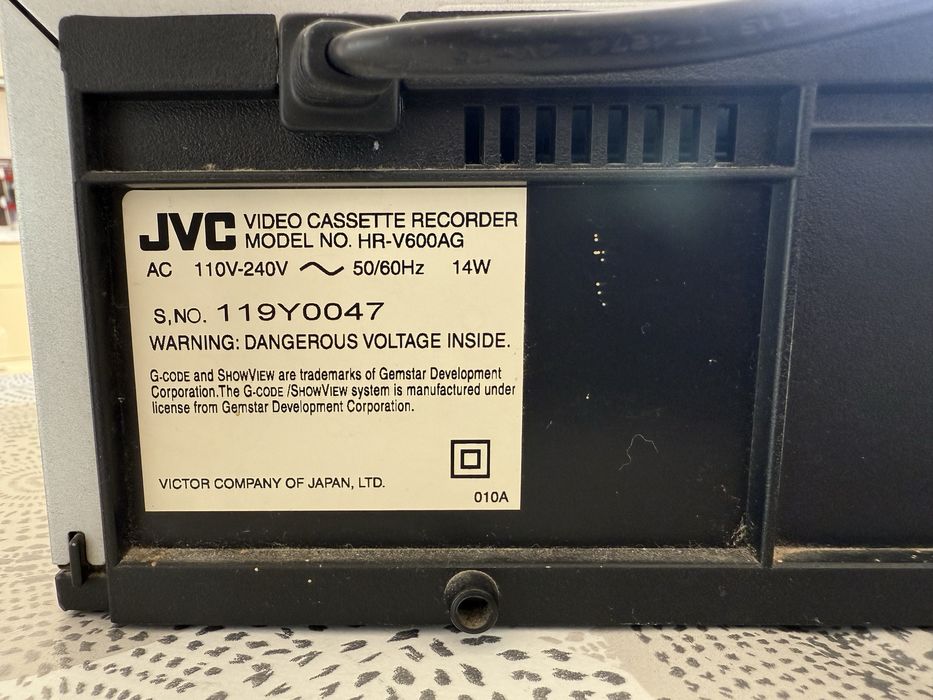 JVC VIDEO CASSETTE RECORDER
MODEL NO. HR-V600AG
AC 110V-240V 50/60Hz 14W
S,NO. 119Y0047
WARNING: DANGEROUS VOLTAGE INSIDE.
G-CODE and SHOWVIEW are trademarks of Gemstar Development
Corporation.The G-CODE /SHOWVIEW system is manufactured under
license from Gemstar Development Corporation.
VICTOR COMPANY OF JAPAN, LTD.
010A